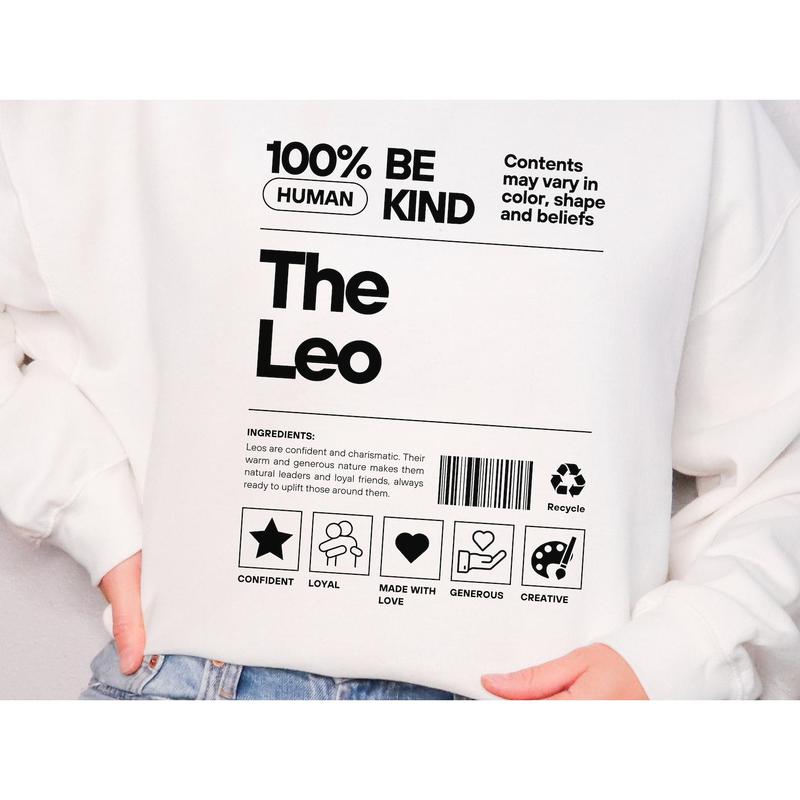 100% BE
HUMAN KIND
Contents
may vary in
color, shape
and beliefs
The
Leo
INGREDIENTS:
Leos are confident and charismatic. Their
warm and generous nature makes them
natural leaders and loyal friends, always
ready to uplift those around them.
Recycle
CONFIDENT
LOYAL
MADE WITH
LOVE
GENEROUS
CREATIVE